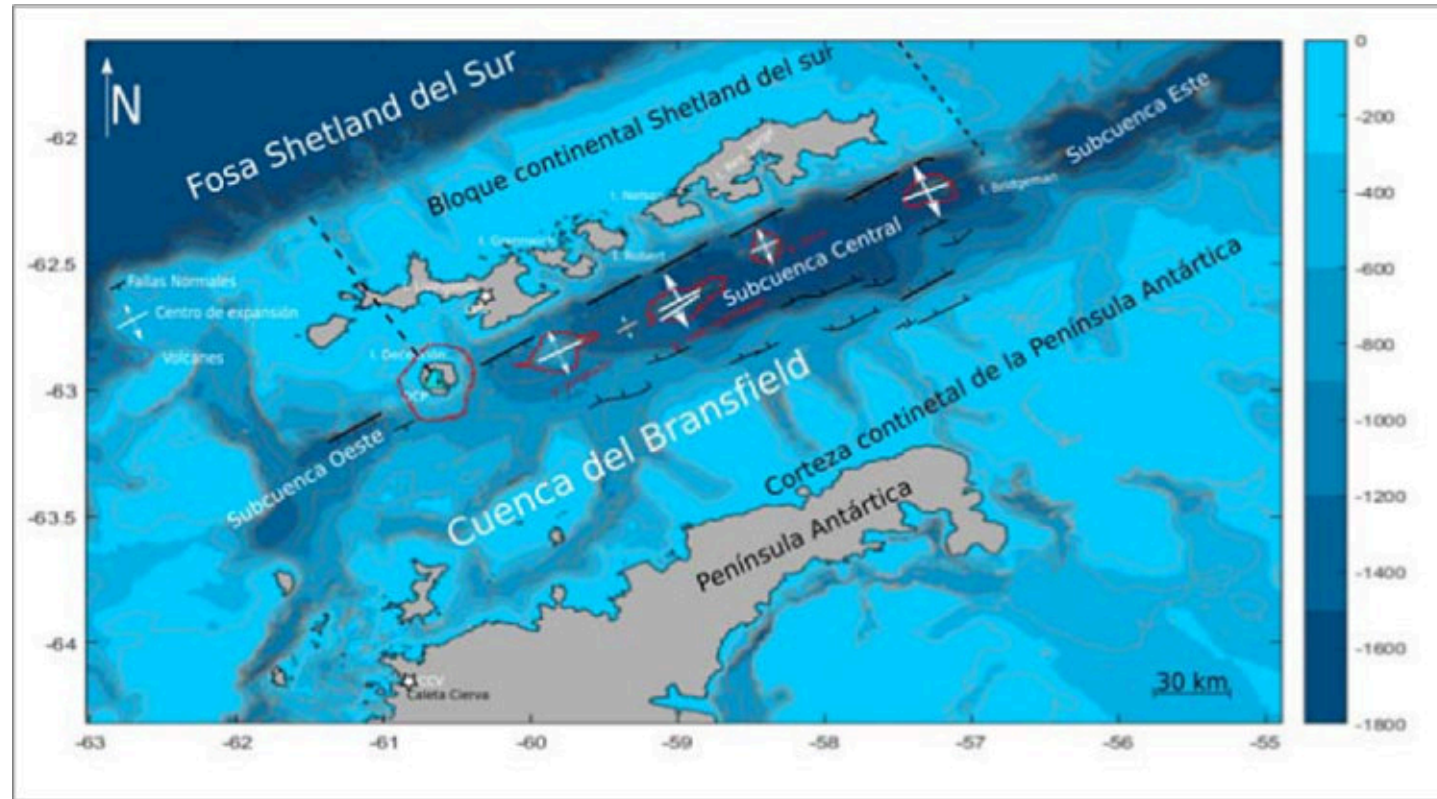 N
Fosa Shetland del Sur
Bloque continental Shetland del sur
Subcuenca Este
I. Bridgeman
I. Nelson
I. Greenwich
I. Robert
Subcuenca Central
Fallas Normales
Centro de expansión
Volcanes
I. Decepción
DCP
Subcuenca Oeste
Cuenca del Bransfield
Corteza continetal de la Península Antártica
Península Antártica
CCV
Caleta Cierva
30 km
-62
-62.5
-63
-63.5
-64
-63
-62
-61
-60
-59
-58
-57
-56
-55
0
-200
-400
-600
-800
-1000
-1200
-1400
-1600
-1800